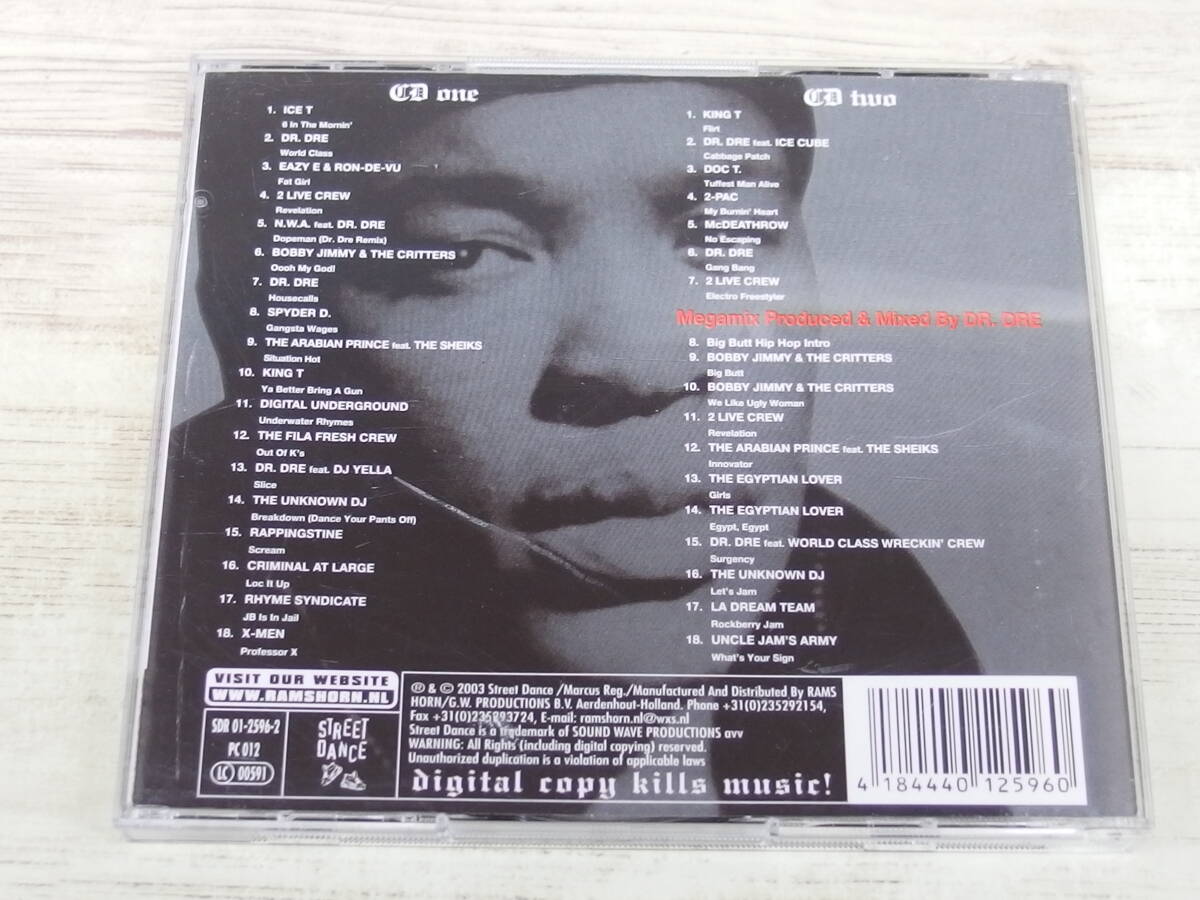 CD one
1. ICE T
6 In The Mornin'
2. DR. DRE
World Class
3. EAZY E & RON-DE-VU
Fat Girl
4. 2 LIVE CREW
Revelation
5. N.W.A. feat. DR. DRE
Dopeman (Dr. Dre Remix)
6. BOBBY JIMMY & THE CRITTERS
Oooh My God!
7. DR. DRE
Housecalls
8. SPYDER D.
Gangsta Wages
9. THE ARABIAN PRINCE feat. THE SHEIKS
Situation Hot
10. KING T
Ya Better Bring A Gun
11. DIGITAL UNDERGROUND
Underwater Rhymes
12. THE FILA FRESH CREW
Out Of K's
13. DR. DRE feat. DJ YELLA
Slice
14. THE UNKNOWN DJ
Breakdown (Dance Your Pants Off)
15. RAPPINGSTINE
Scream
16. CRIMINAL AT LARGE
Loc It Up
17. RHYME SYNDICATE
JB Is In Jail
18. X-MEN
Professor X
CD two
1. KING T
Flirt
2. DR. DRE feat. ICE CUBE
Cabbage Patch
3. DOC T.
Tuffest Man Alive
4. 2-PAC
My Burnin' Heart
5. McDEATHROW
No Escaping
6. DR. DRE
Gang Bang
7. 2 LIVE CREW
Electro Freestyler
Megamix Produced & Mixed By DR. DRE
8. Big Butt Hip Hop Intro
9. BOBBY JIMMY & THE CRITTERS
Big Butt
10. BOBBY JIMMY & THE CRITTERS
We Like Ugly Woman
11. 2 LIVE CREW
Revelation
12. THE ARABIAN PRINCE feat. THE SHEIKS
Innovator
13. THE EGYPTIAN LOVER
Girls
14. THE EGYPTIAN LOVER
Egypt, Egypt
15. DR. DRE feat. WORLD CLASS WRECKIN' CREW
Surgency
16. THE UNKNOWN DJ
Let's Jam
17. LA DREAM TEAM
Rockberry Jam
18. UNCLE JAM'S ARMY
What's Your Sign
VISIT OUR WEBSITE
WWW.RAMSHORN.NL
SDR 01-2596-2
PC 012
LC 00591
STREET
DANCE
℗ & © 2003 Street Dance /Marcus Reg./Manufactured And Distributed By RAMS
HORN/G.W. PRODUCTIONS B.V. Aerdenhout-Holland. Phone +31(0)235292154,
Fax +31(0)235293724, E-mail: ramshorn.nl@wxs.nl
Street Dance is a trademark of SOUND WAVE PRODUCTIONS avv
WARNING: All Rights (including digital copying) reserved.
Unauthorized duplication is a violation of applicable laws
digital copy kills music!
4 184440 125960